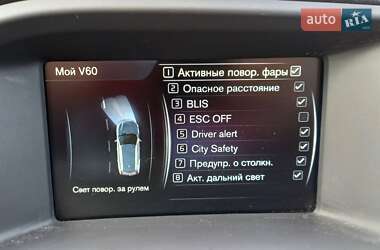 auto RIA
Мой V60
1 Активные повор. фары
2 Опасное расстояние
3 BLIS
4 ESC OFF
5 Driver alert
6 City Safety
7 Предупр. о столкн.
8 Акт. дальний свет
Свет повор. за рулем